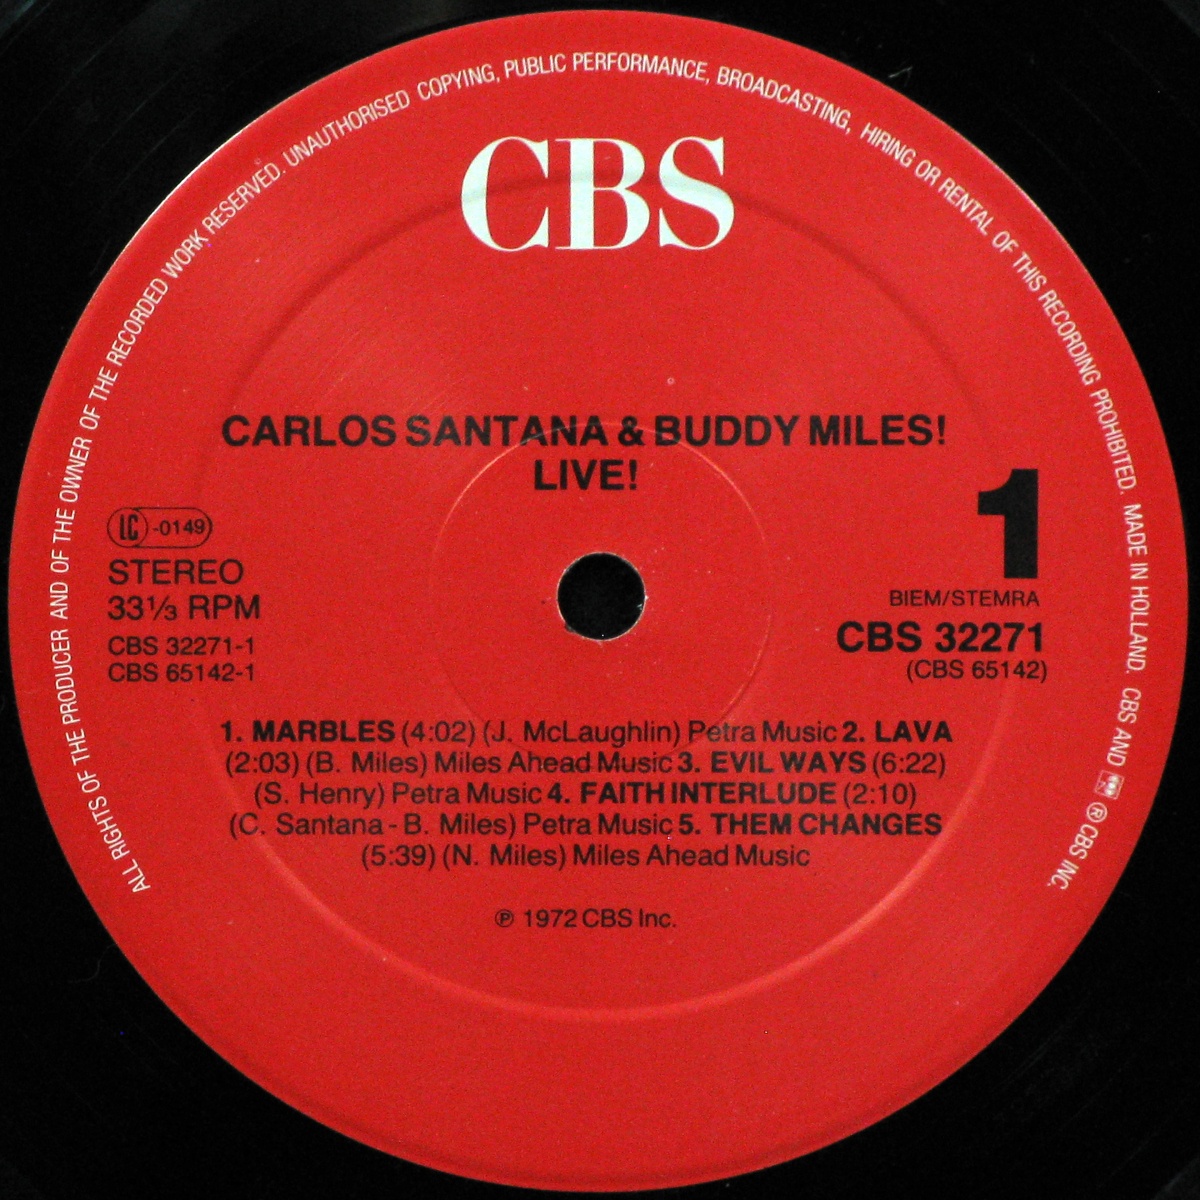 ALL RIGHTS OF THE PRODUCER AND OF THE OWNER OF THE RECORDED WORK RESERVED. UNAUTHORISED COPYING, PUBLIC PERFORMANCE, BROADCASTING, HIRING OR RENTAL OF THIS RECORDING PROHIBITED. MADE IN HOLLAND. CBS AND ® CBS INC.
CBS
CARLOS SANTANA & BUDDY MILES!
LIVE!
1
LC -0149
STEREO
33⅓ RPM
CBS 32271-1
CBS 65142-1
BIEM/STEMRA
CBS 32271
(CBS 65142)
1. MARBLES (4:02) (J. McLaughlin) Petra Music 2. LAVA
(2:03) (B. Miles) Miles Ahead Music 3. EVIL WAYS (6:22)
(S. Henry) Petra Music 4. FAITH INTERLUDE (2:10)
(C. Santana - B. Miles) Petra Music 5. THEM CHANGES
(5:39) (N. Miles) Miles Ahead Music
℗ 1972 CBS Inc.